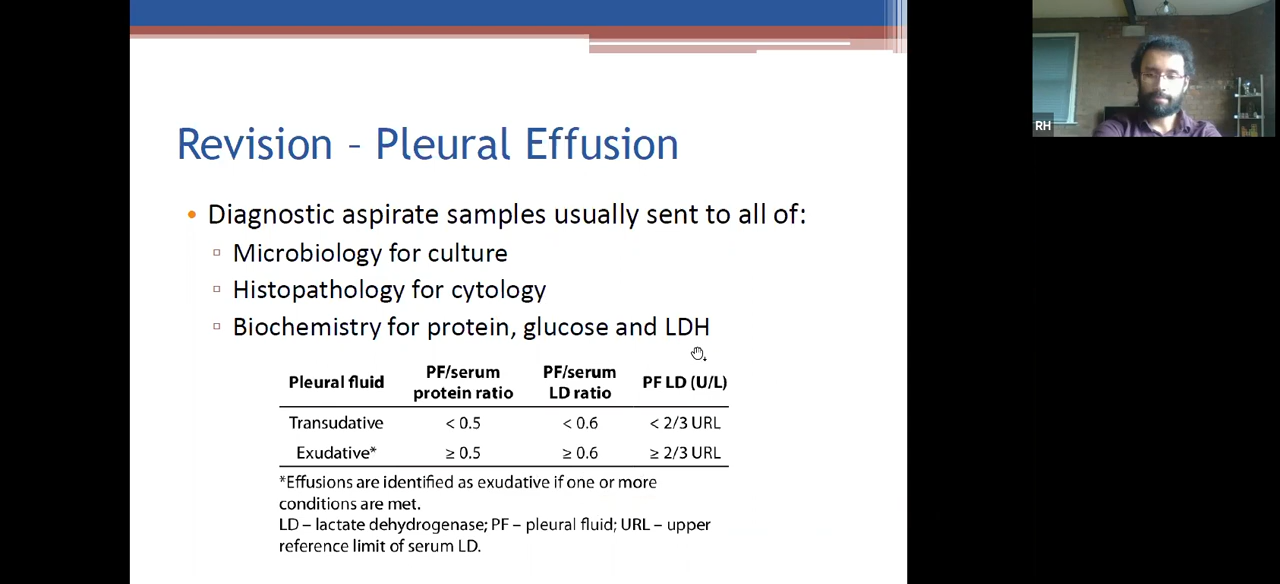 Revision - Pleural Effusion
• Diagnostic aspirate samples usually sent to all of:
▫ Microbiology for culture
▫ Histopathology for cytology
▫ Biochemistry for protein, glucose and LDH
Pleural fluid PF/serum protein ratio PF/serum LD ratio PF LD (U/L)
Transudative < 0.5 < 0.6 < 2/3 URL
Exudative* ≥ 0.5 ≥ 0.6 ≥ 2/3 URL
*Effusions are identified as exudative if one or more
conditions are met.
LD – lactate dehydrogenase; PF – pleural fluid; URL – upper
reference limit of serum LD.
RH